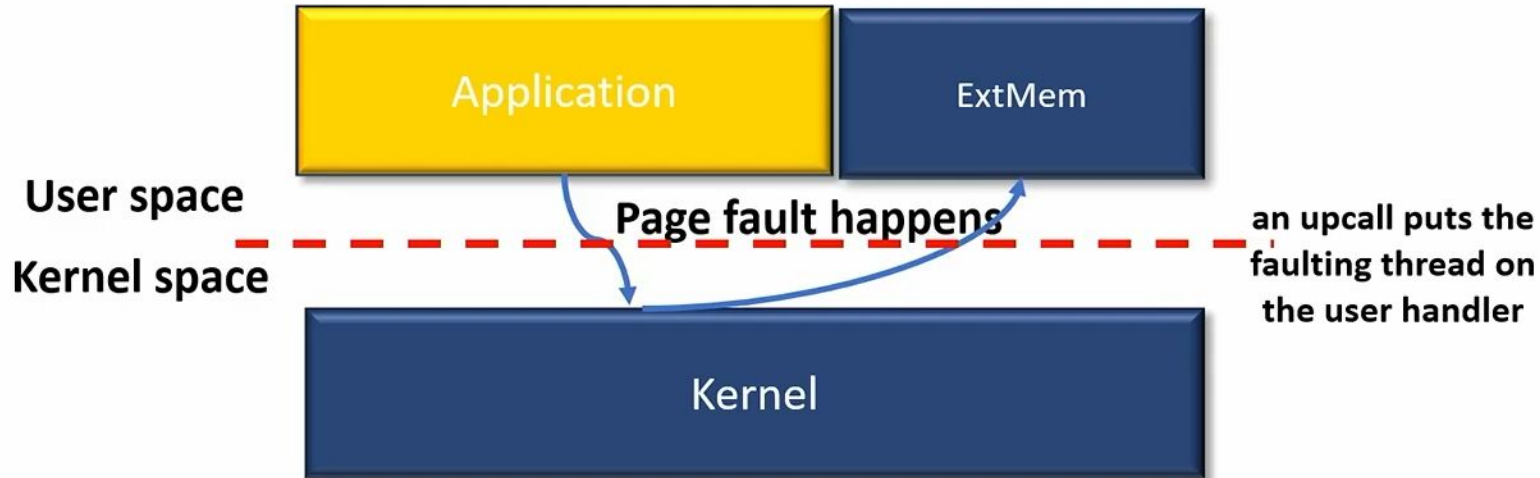 Application
ExtMem
User space
Page fault happens
an upcall puts the
faulting thread on
the user handler
Kernel space
Kernel